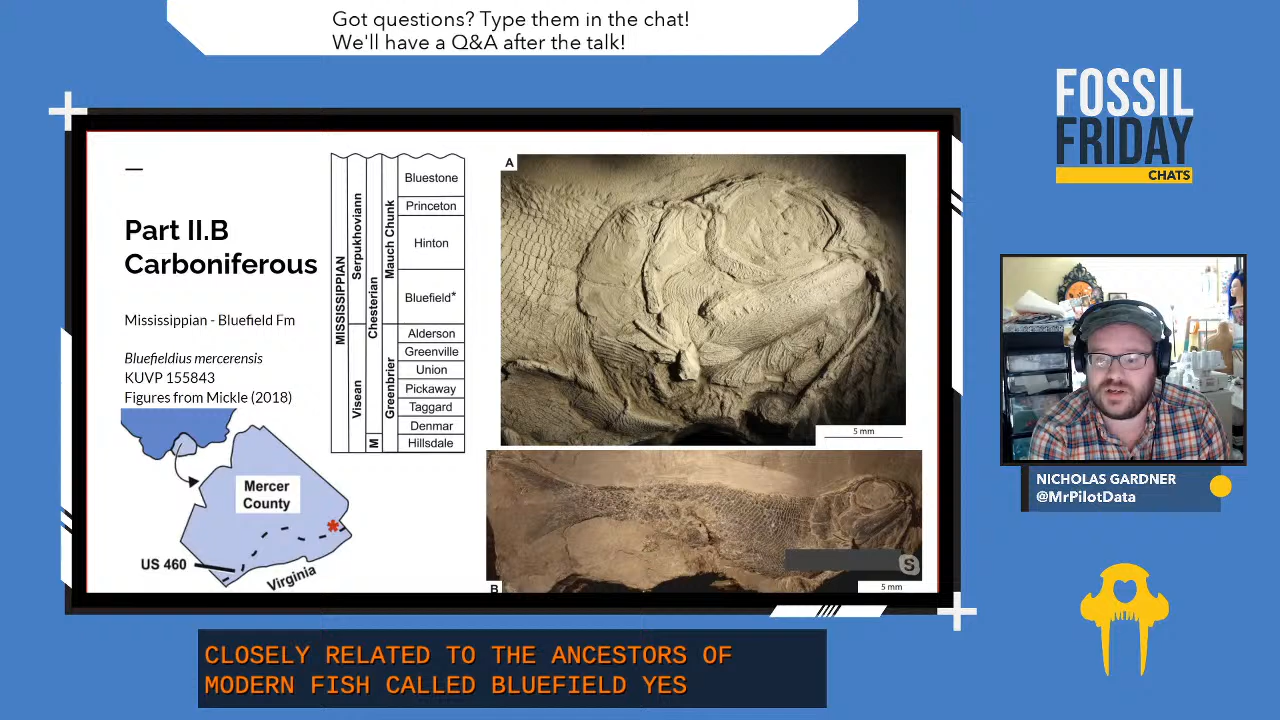 Got questions? Type them in the chat!
We'll have a Q&A after the talk!
FOSSIL
FRIDAY
CHATS
Part II.B
Carboniferous
Mississippian - Bluefield Fm
Bluefieldius mercerensis
KUVP 155843
Figures from Mickle (2018)
Mercer
County
US 460
Virginia
MISSISSIPPIAN
Serpukhoviann
Visean
Chesterian
M
Mauch Chunk
Greenbrier
Bluestone
Princeton
Hinton
Bluefield*
Alderson
Greenville
Union
Pickaway
Taggard
Denmar
Hillsdale
A
5 mm
B
5 mm
S
NICHOLAS GARDNER
@MrPilotData
CLOSELY RELATED TO THE ANCESTORS OF
MODERN FISH CALLED BLUEFIELD YES